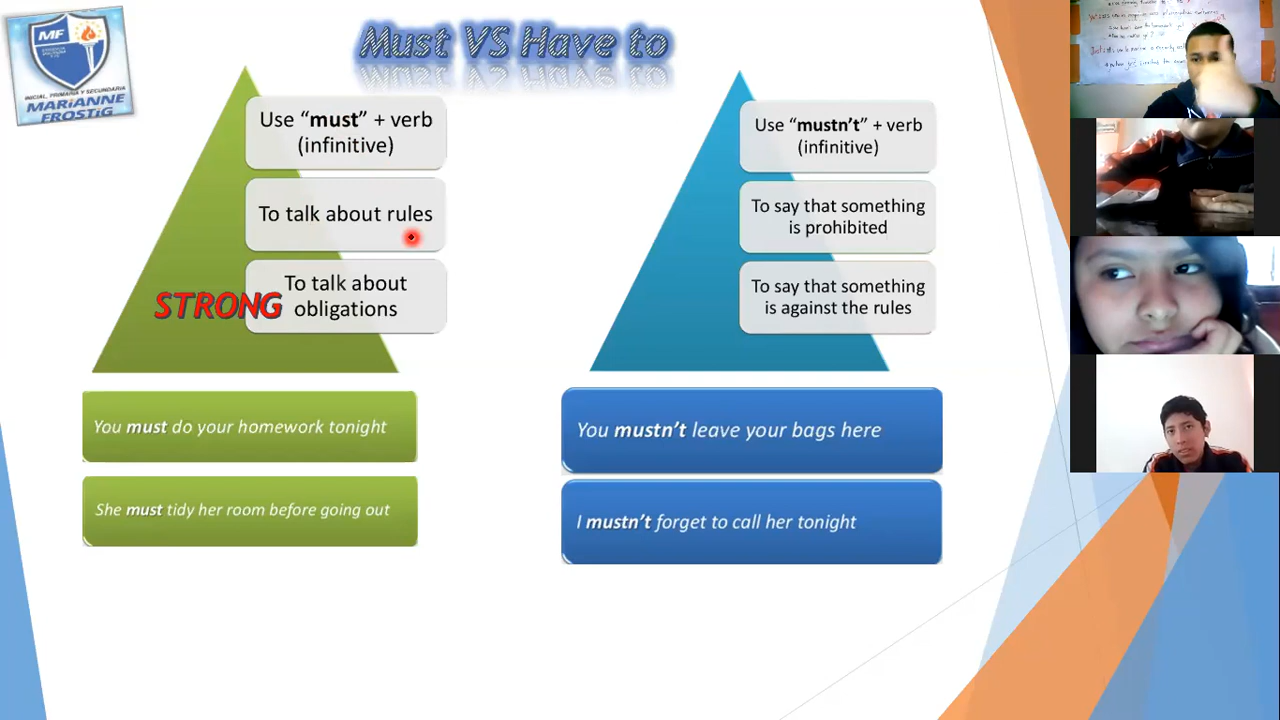 Must VS Have to
MF
INICIAL, PRIMARIA Y SECUNDARIA
MARiANNE
FROSTiG
Use “must” + verb
(infinitive)
To talk about rules
To talk about
STRONG obligations
You must do your homework tonight
She must tidy her room before going out
Use “mustn’t” + verb
(infinitive)
To say that something
is prohibited
To say that something
is against the rules
You mustn’t leave your bags here
I mustn’t forget to call her tonight